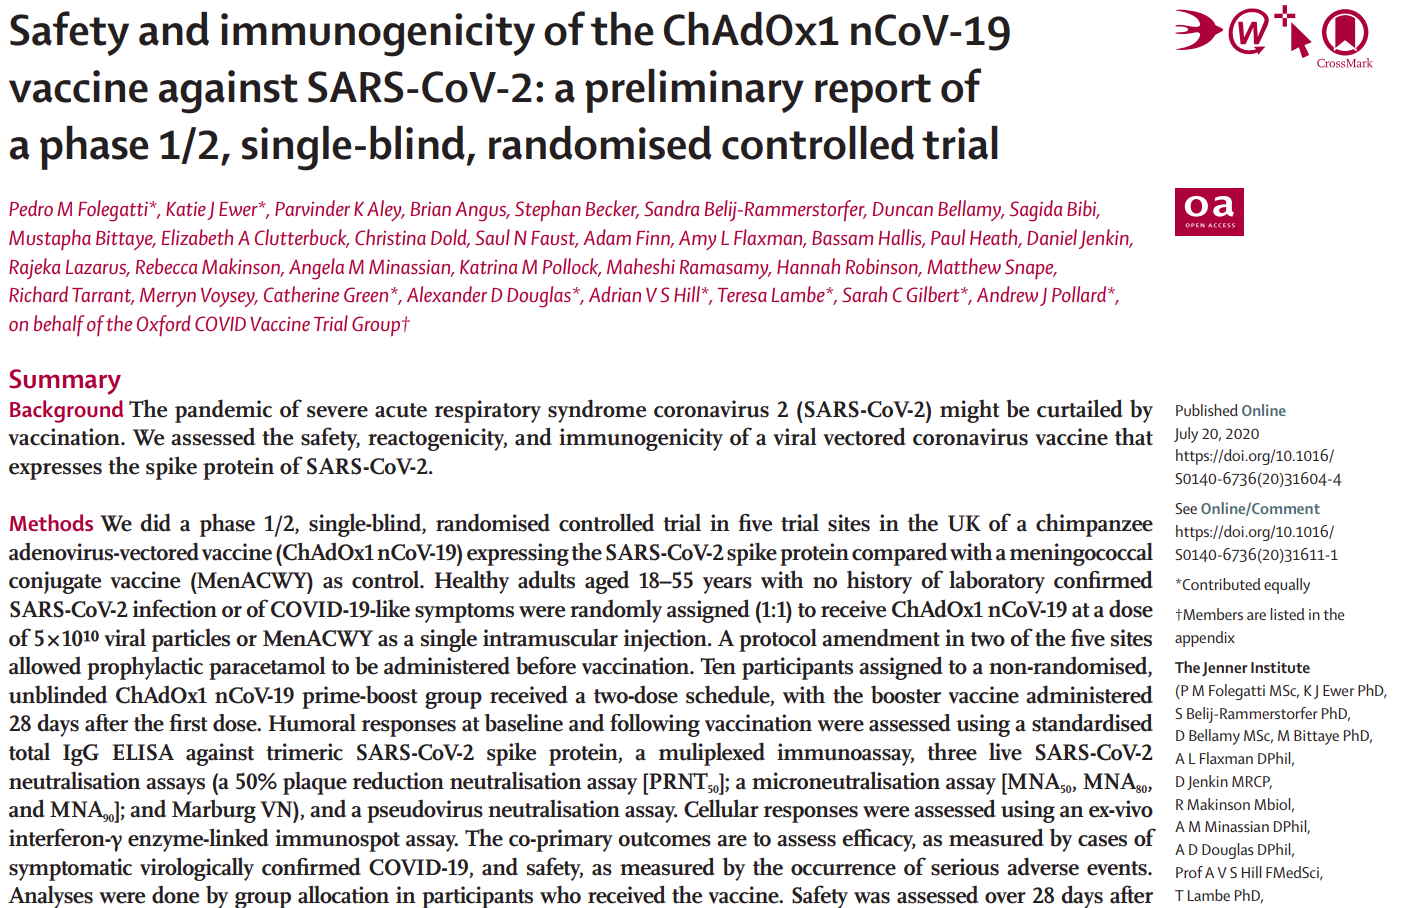 Safety and immunogenicity of the ChAdOx1 nCoV-19
vaccine against SARS-CoV-2: a preliminary report of
a phase 1/2, single-blind, randomised controlled trial
W
CrossMark
oa
OPEN ACCESS
Pedro M Folegatti*, Katie J Ewer*, Parvinder K Aley, Brian Angus, Stephan Becker, Sandra Belij-Rammerstorfer, Duncan Bellamy, Sagida Bibi,
Mustapha Bittaye, Elizabeth A Clutterbuck, Christina Dold, Saul N Faust, Adam Finn, Amy L Flaxman, Bassam Hallis, Paul Heath, Daniel Jenkin,
Rajeka Lazarus, Rebecca Makinson, Angela M Minassian, Katrina M Pollock, Maheshi Ramasamy, Hannah Robinson, Matthew Snape,
Richard Tarrant, Merryn Voysey, Catherine Green*, Alexander D Douglas*, Adrian V S Hill*, Teresa Lambe*, Sarah C Gilbert*, Andrew J Pollard*,
on behalf of the Oxford COVID Vaccine Trial Group†
Summary
Background The pandemic of severe acute respiratory syndrome coronavirus 2 (SARS-CoV-2) might be curtailed by
vaccination. We assessed the safety, reactogenicity, and immunogenicity of a viral vectored coronavirus vaccine that
expresses the spike protein of SARS-CoV-2.
Methods We did a phase 1/2, single-blind, randomised controlled trial in five trial sites in the UK of a chimpanzee
adenovirus-vectored vaccine (ChAdOx1 nCoV-19) expressing the SARS-CoV-2 spike protein compared with a meningococcal
conjugate vaccine (MenACWY) as control. Healthy adults aged 18–55 years with no history of laboratory confirmed
SARS-CoV-2 infection or of COVID-19-like symptoms were randomly assigned (1:1) to receive ChAdOx1 nCoV-19 at a dose
of 5×10¹⁰ viral particles or MenACWY as a single intramuscular injection. A protocol amendment in two of the five sites
allowed prophylactic paracetamol to be administered before vaccination. Ten participants assigned to a non-randomised,
unblinded ChAdOx1 nCoV-19 prime-boost group received a two-dose schedule, with the booster vaccine administered
28 days after the first dose. Humoral responses at baseline and following vaccination were assessed using a standardised
total IgG ELISA against trimeric SARS-CoV-2 spike protein, a muliplexed immunoassay, three live SARS-CoV-2
neutralisation assays (a 50% plaque reduction neutralisation assay [PRNT₅₀]; a microneutralisation assay [MNA₅₀, MNA₈₀,
and MNA₉₀]; and Marburg VN), and a pseudovirus neutralisation assay. Cellular responses were assessed using an ex-vivo
interferon-γ enzyme-linked immunospot assay. The co-primary outcomes are to assess efficacy, as measured by cases of
symptomatic virologically confirmed COVID-19, and safety, as measured by the occurrence of serious adverse events.
Analyses were done by group allocation in participants who received the vaccine. Safety was assessed over 28 days after
Published Online
July 20, 2020
https://doi.org/10.1016/
S0140-6736(20)31604-4
See Online/Comment
https://doi.org/10.1016/
S0140-6736(20)31611-1
*Contributed equally
†Members are listed in the
appendix
The Jenner Institute
(P M Folegatti MSc, K J Ewer PhD,
S Belij-Rammerstorfer PhD,
D Bellamy MSc, M Bittaye PhD,
A L Flaxman DPhil,
D Jenkin MRCP,
R Makinson Mbiol,
A M Minassian DPhil,
A D Douglas DPhil,
Prof A V S Hill FMedSci,
T Lambe PhD,